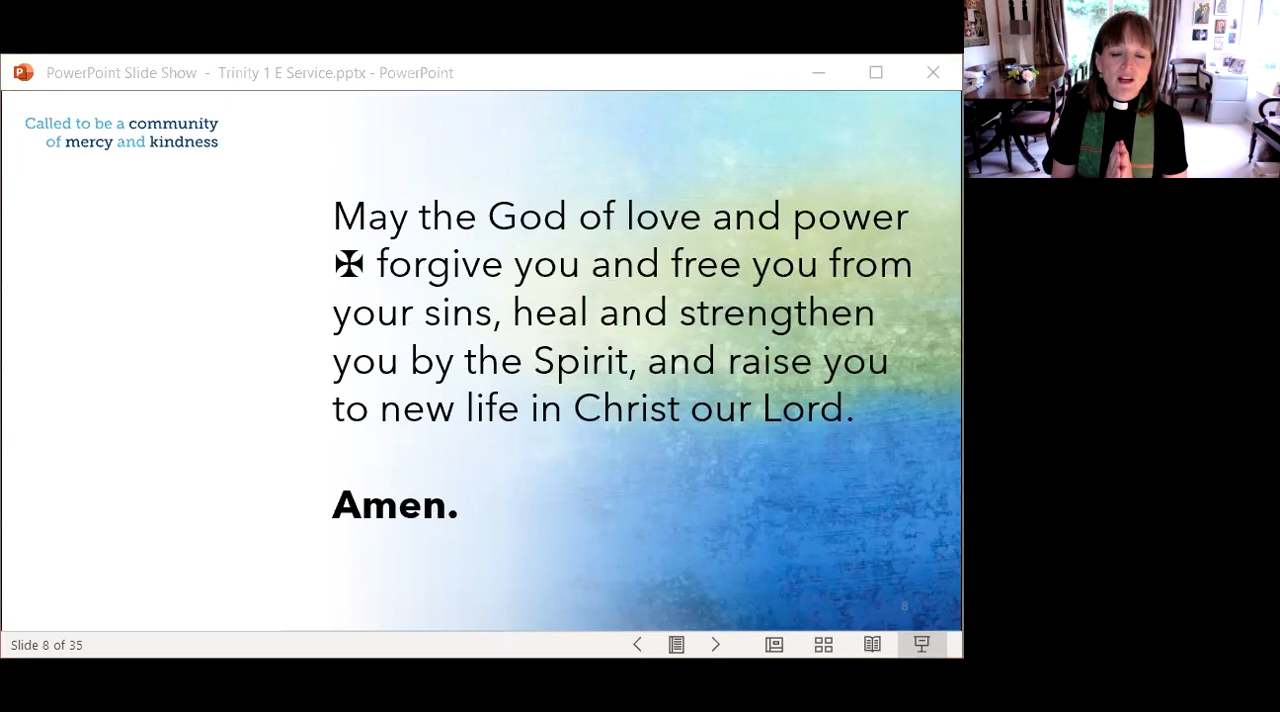 PowerPoint Slide Show - Trinity 1 E Service.pptx - PowerPoint
Called to be a community
of mercy and kindness
May the God of love and power
✠ forgive you and free you from
your sins, heal and strengthen
you by the Spirit, and raise you
to new life in Christ our Lord.
Amen.
8
Slide 8 of 35